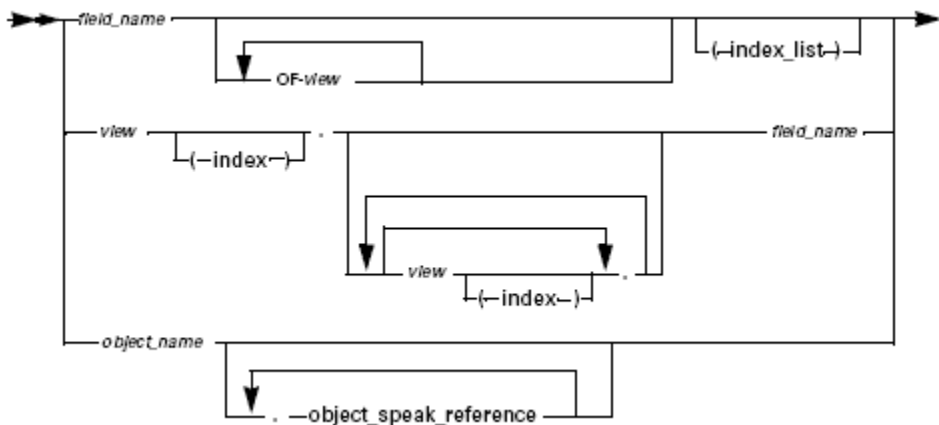 field_name
( index_list )
OF-view
view . field_name
( index )
view .
( index )
object_name
. object_speak_reference